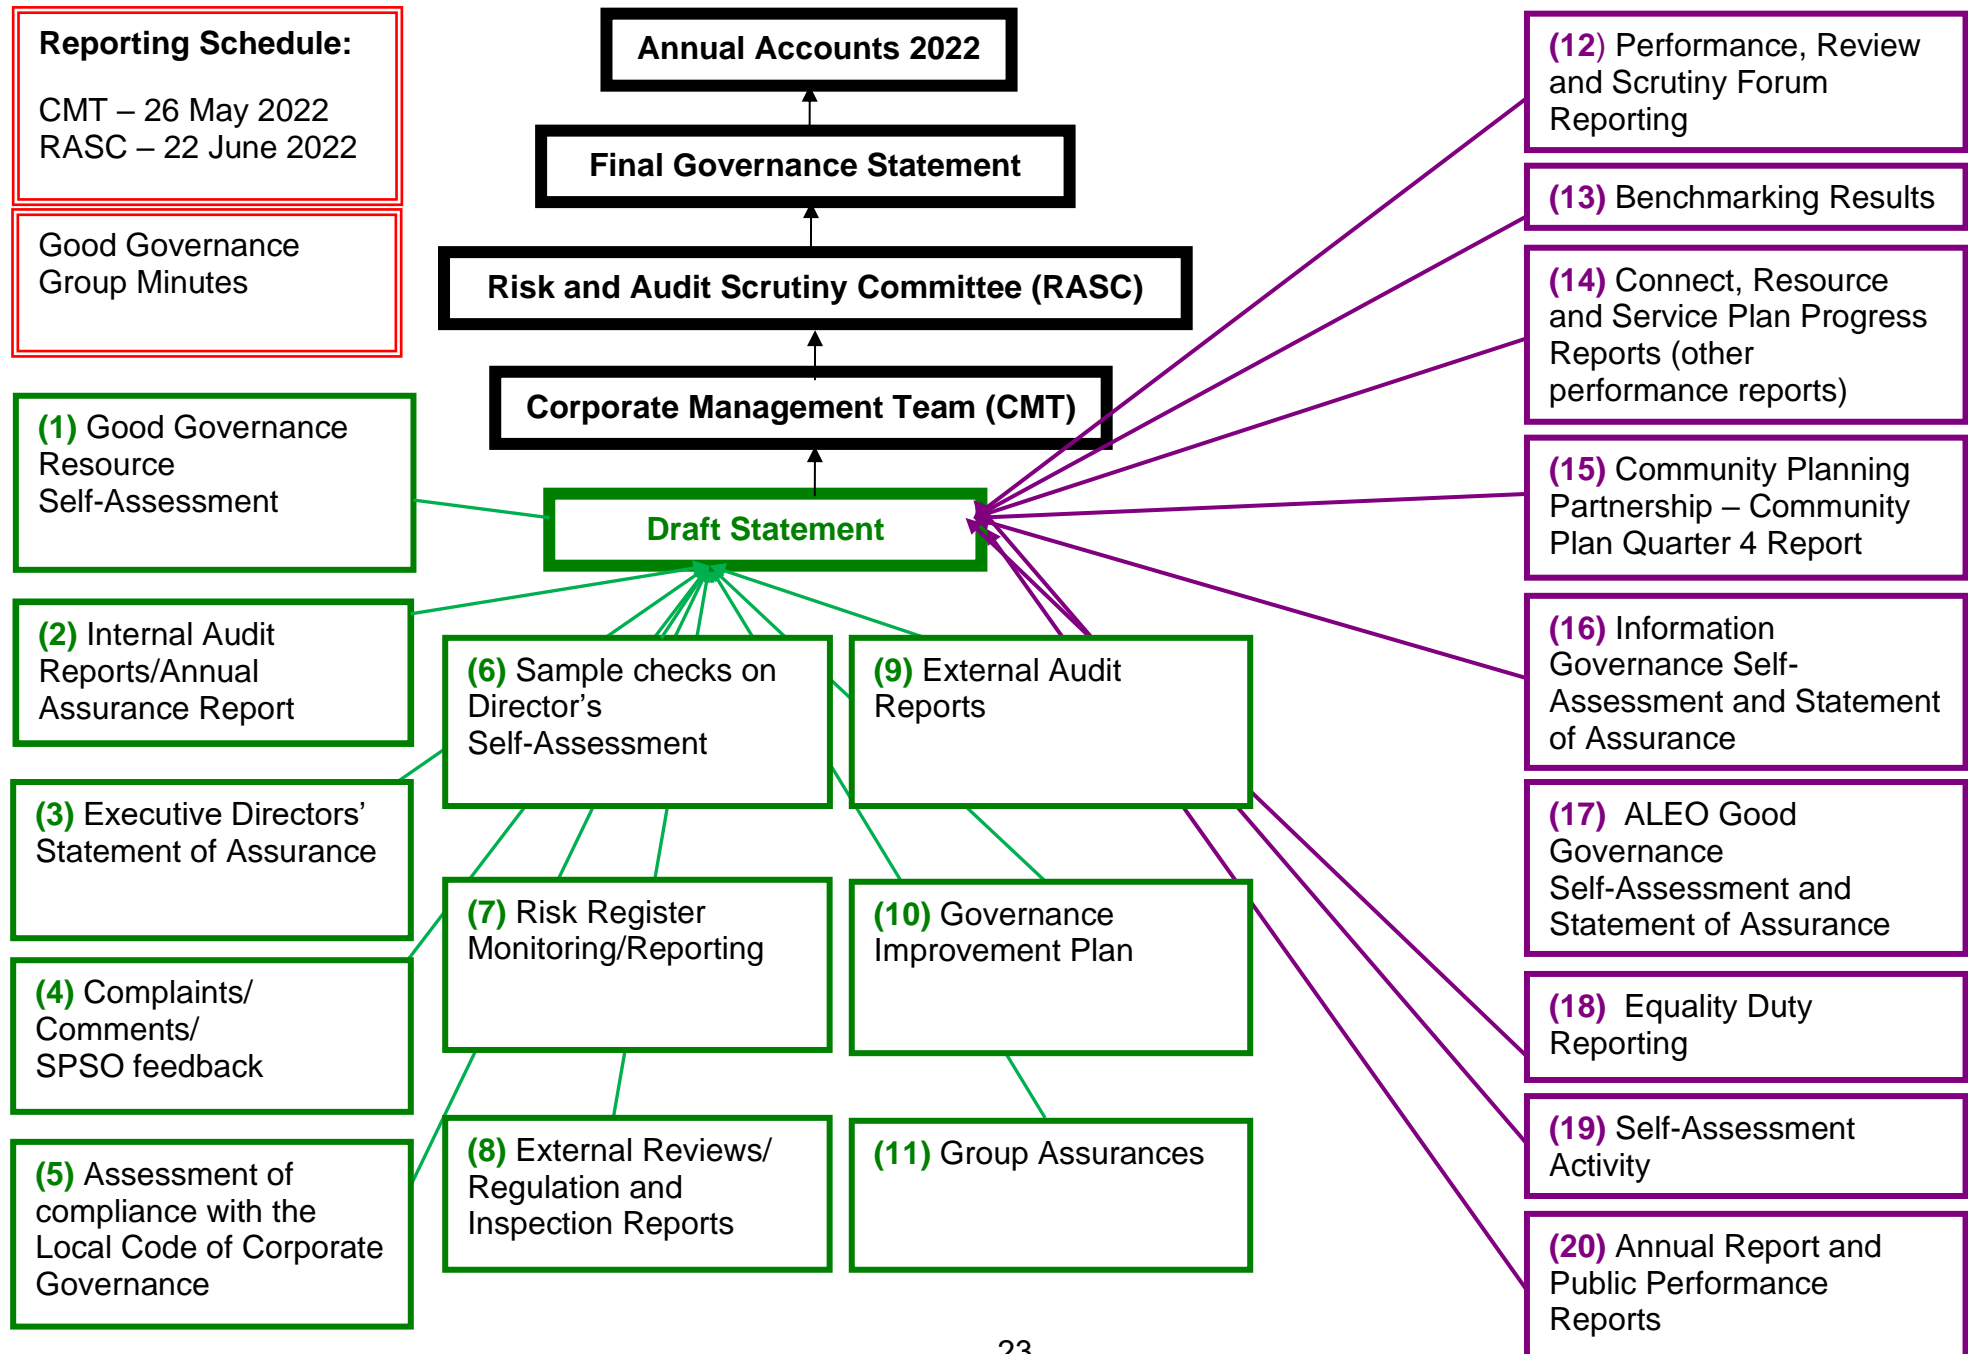 Reporting Schedule:
CMT – 26 May 2022
RASC – 22 June 2022
Good Governance
Group Minutes
Annual Accounts 2022
Final Governance Statement
Risk and Audit Scrutiny Committee (RASC)
Corporate Management Team (CMT)
Draft Statement
(1) Good Governance
Resource
Self-Assessment
(2) Internal Audit
Reports/Annual
Assurance Report
(3) Executive Directors’
Statement of Assurance
(4) Complaints/
Comments/
SPSO feedback
(5) Assessment of
compliance with the
Local Code of Corporate
Governance
(6) Sample checks on
Director’s
Self-Assessment
(7) Risk Register
Monitoring/Reporting
(8) External Reviews/
Regulation and
Inspection Reports
(9) External Audit
Reports
(10) Governance
Improvement Plan
(11) Group Assurances
(12) Performance, Review
and Scrutiny Forum
Reporting
(13) Benchmarking Results
(14) Connect, Resource
and Service Plan Progress
Reports (other
performance reports)
(15) Community Planning
Partnership – Community
Plan Quarter 4 Report
(16) Information
Governance Self-
Assessment and Statement
of Assurance
(17) ALEO Good
Governance
Self-Assessment and
Statement of Assurance
(18) Equality Duty
Reporting
(19) Self-Assessment
Activity
(20) Annual Report and
Public Performance
Reports
23